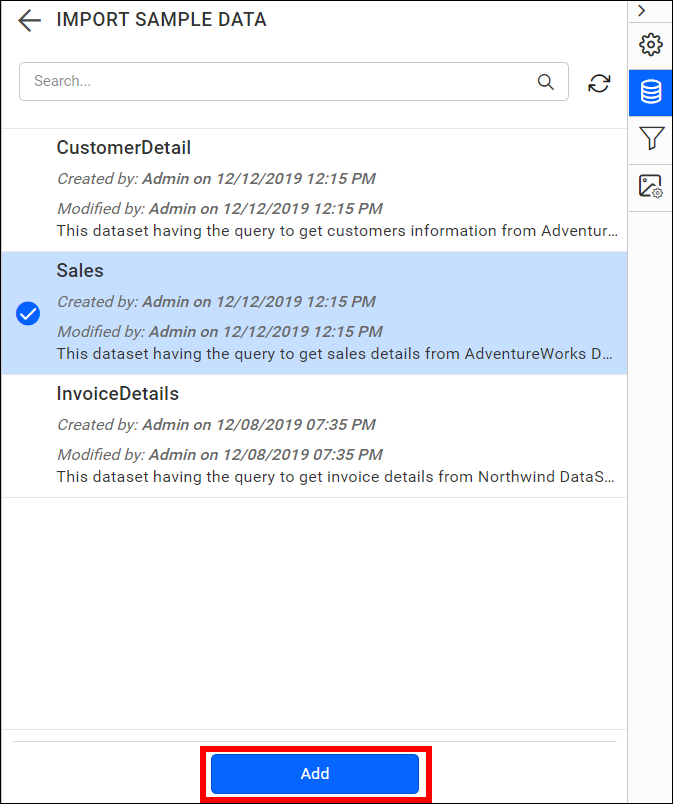 IMPORT SAMPLE DATA
Search...
CustomerDetail
Created by: Admin on 12/12/2019 12:15 PM
Modified by: Admin on 12/12/2019 12:15 PM
This dataset having the query to get customers information from Adventur...
Sales
Created by: Admin on 12/12/2019 12:15 PM
Modified by: Admin on 12/12/2019 12:15 PM
This dataset having the query to get sales details from AdventureWorks D...
InvoiceDetails
Created by: Admin on 12/08/2019 07:35 PM
Modified by: Admin on 12/08/2019 07:35 PM
This dataset having the query to get invoice details from Northwind DataS...
Add